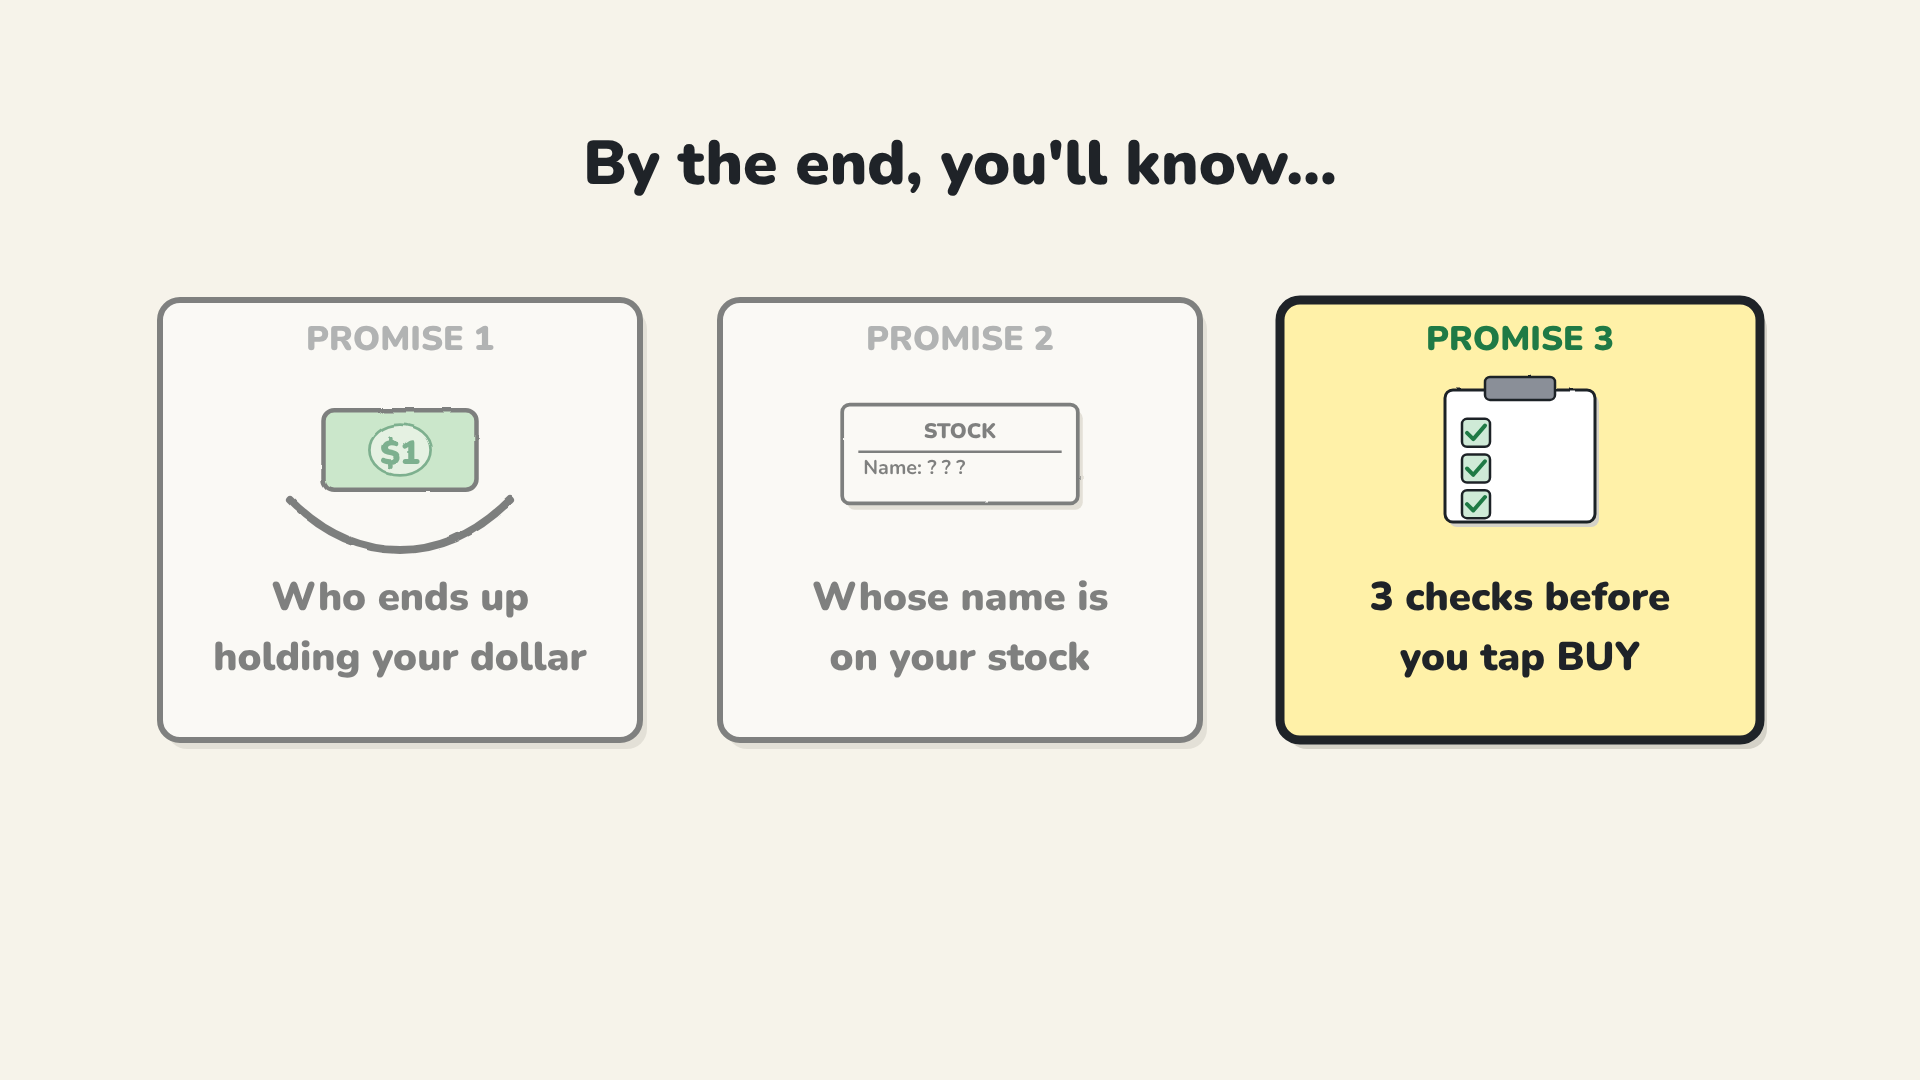 By the end, you'll know...
PROMISE 1
$1
Who ends up
holding your dollar
PROMISE 2
STOCK
Name: ? ? ?
Whose name is
on your stock
PROMISE 3
3 checks before
you tap BUY